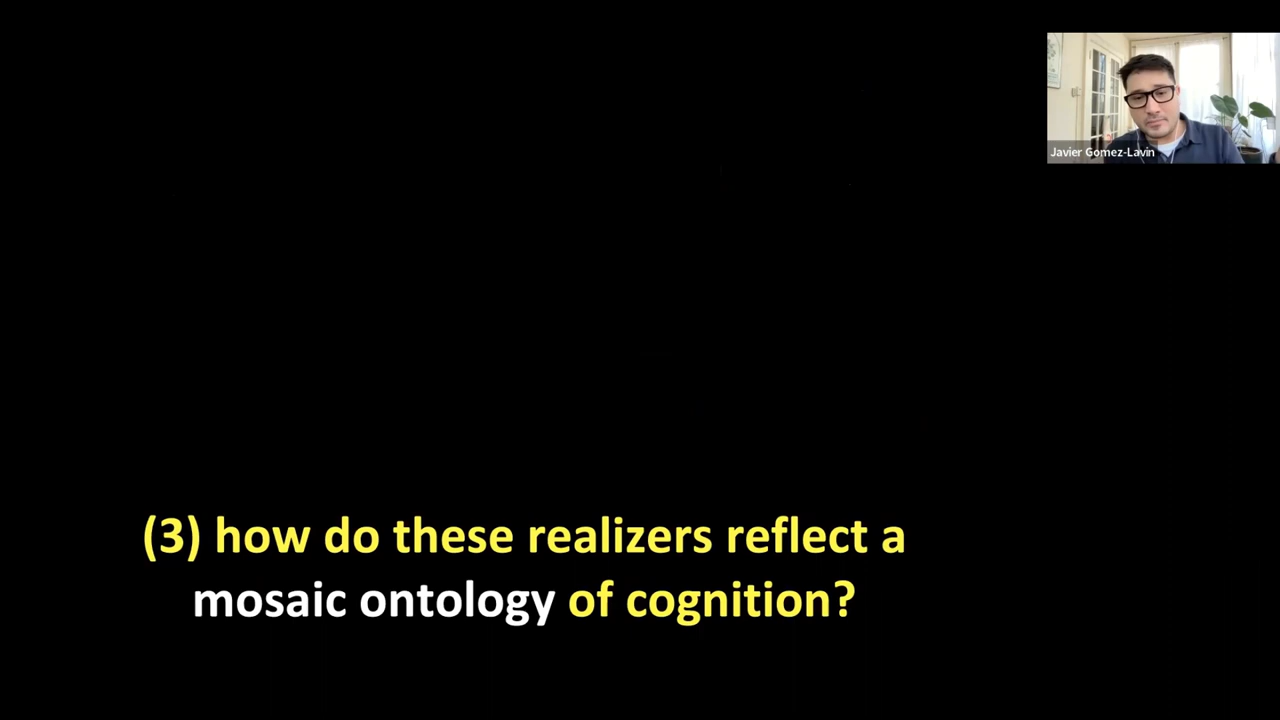 Javier Gomez-Lavin
(3) how do these realizers reflect a
mosaic ontology of cognition?